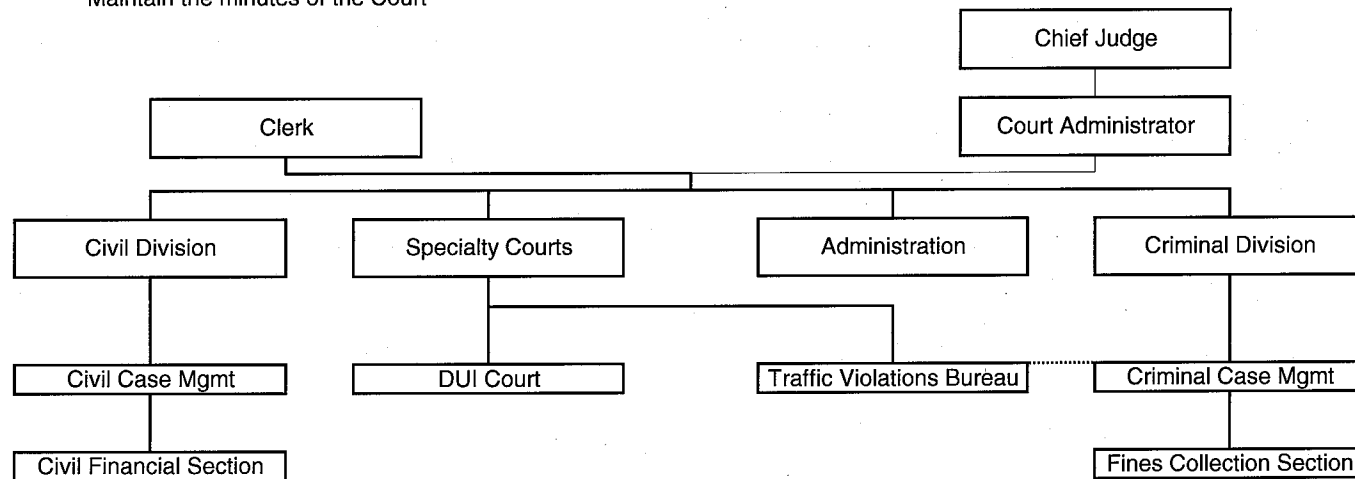 Maintain the minutes of the Court
Chief Judge
Clerk
Court Administrator
Civil Division
Specialty Courts
Administration
Criminal Division
Civil Case Mgmt
DUI Court
Traffic Violations Bureau
Criminal Case Mgmt
Civil Financial Section
Fines Collection Section